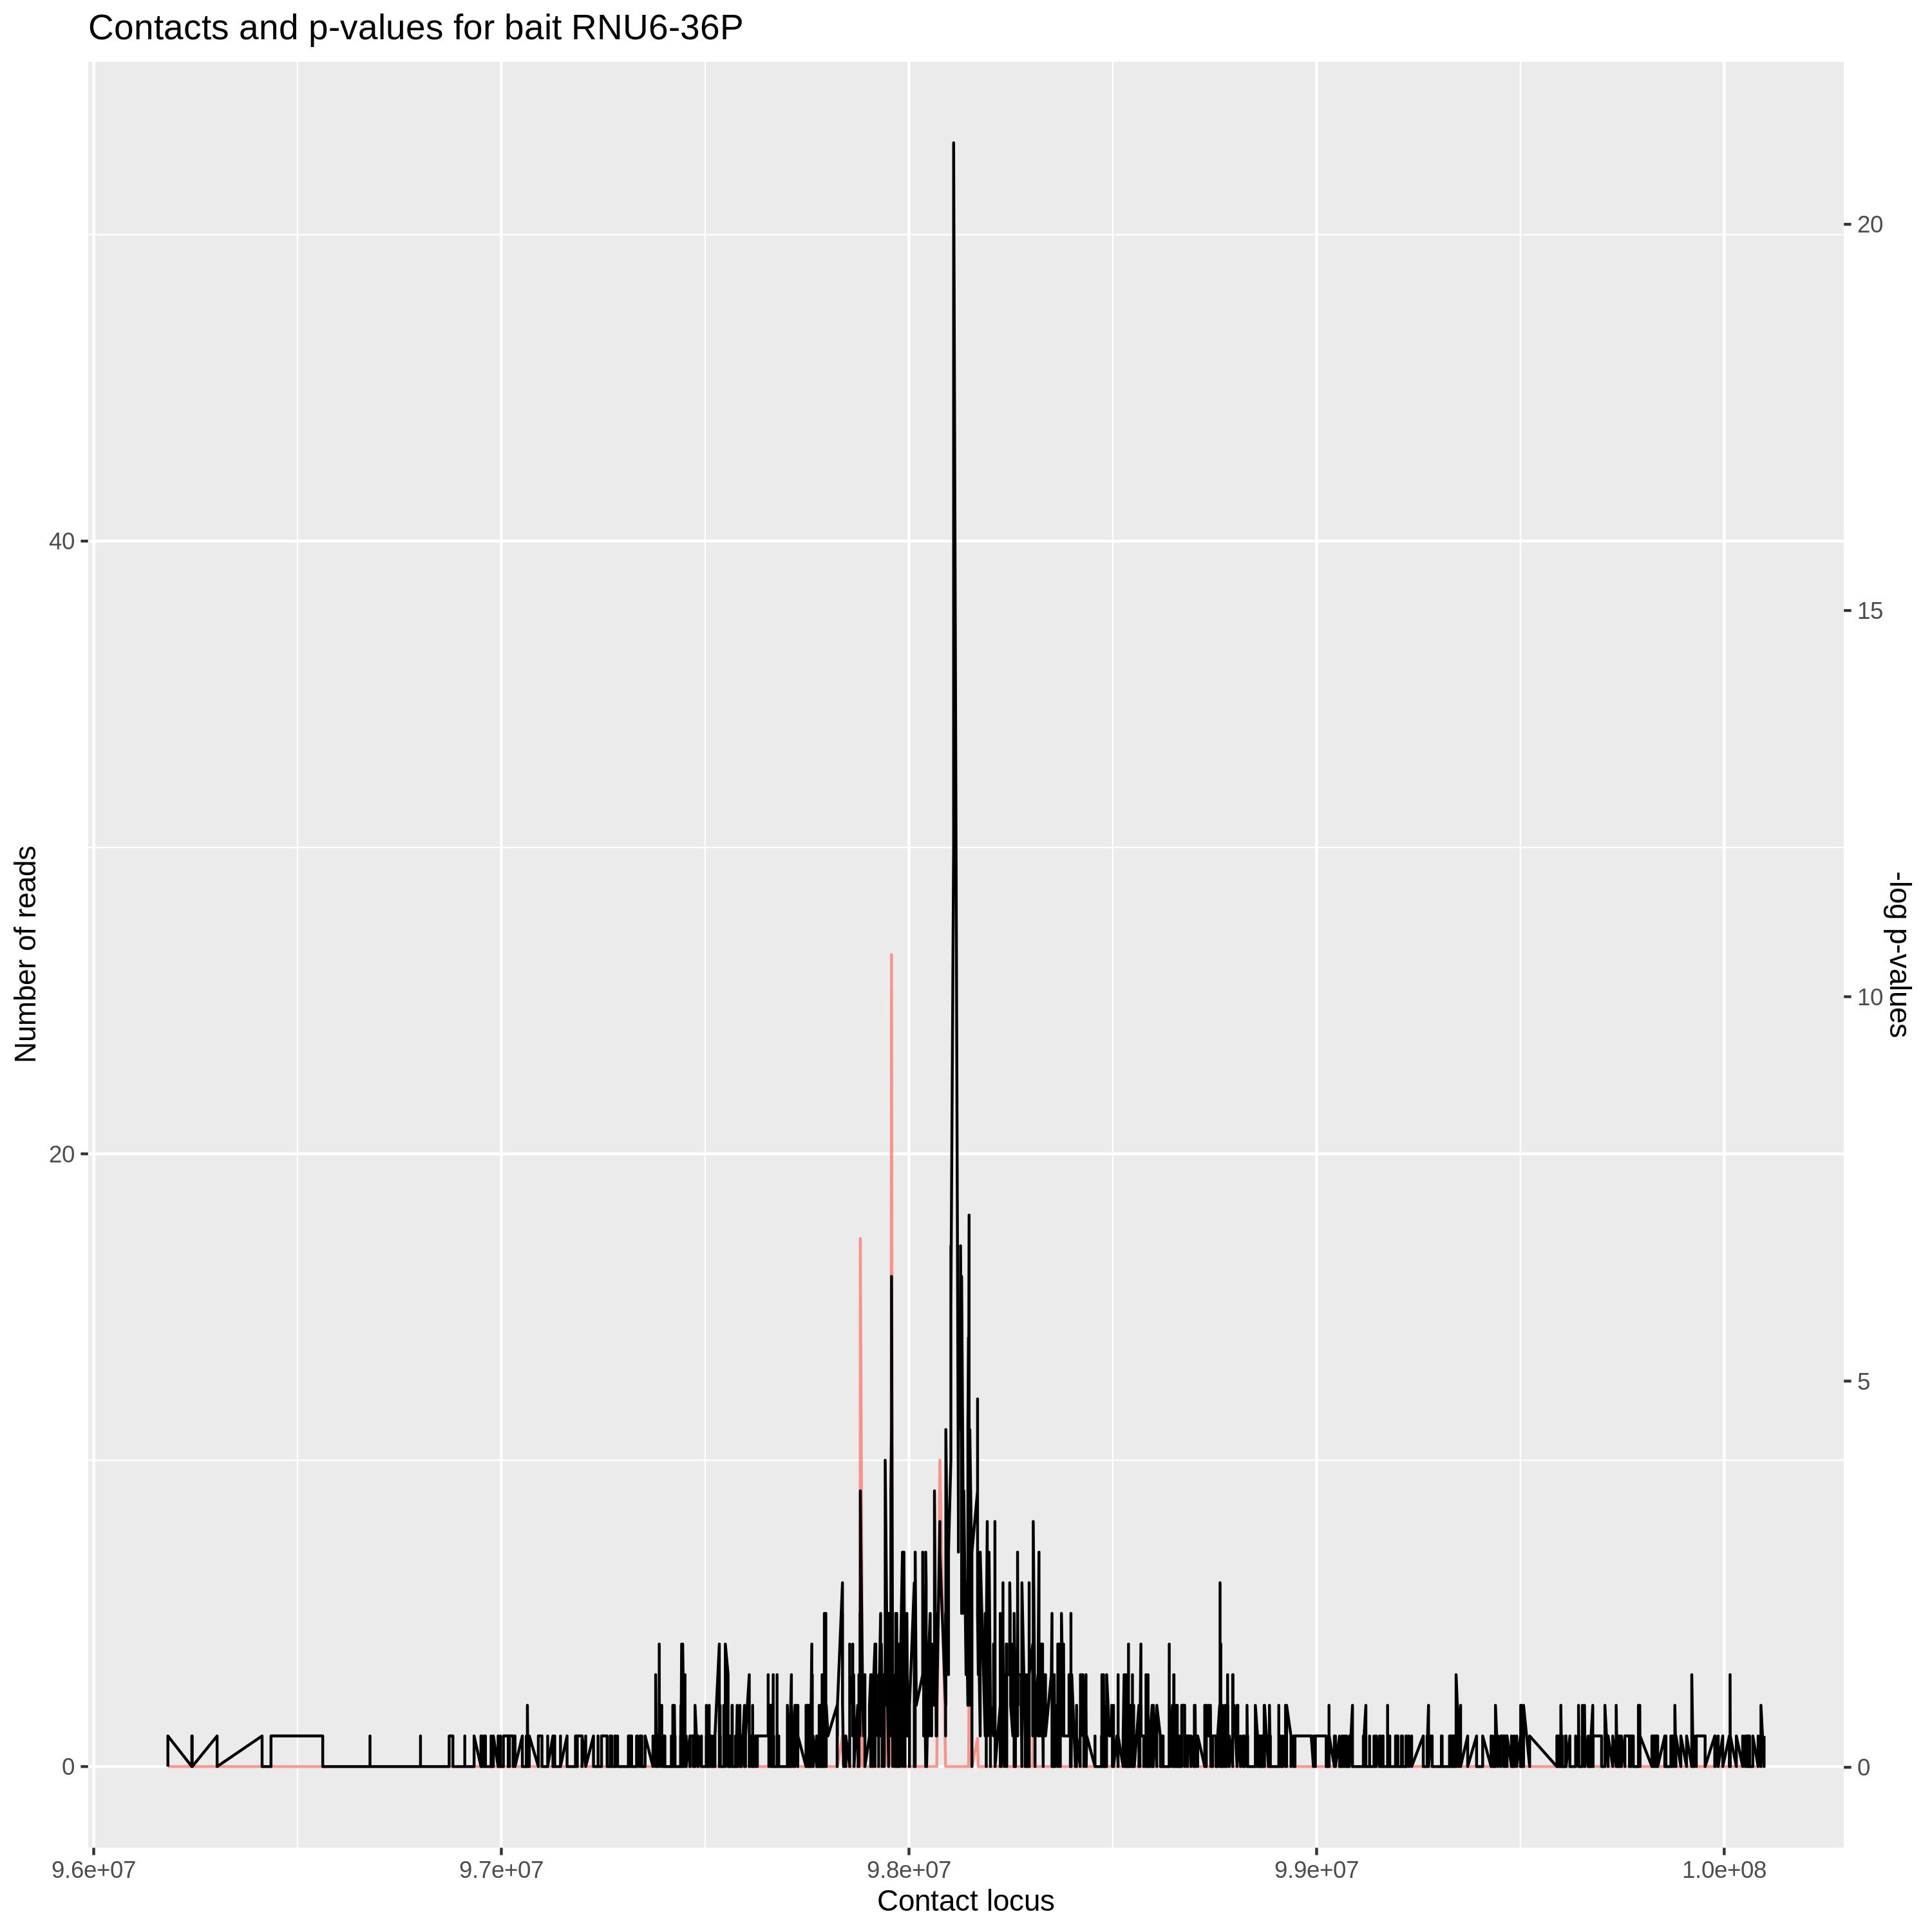 Contacts and p-values for bait RNU6-36P
Number of reads
40
20
0
20
15
10
5
0
-log p-values
9.6e+07
9.7e+07
9.8e+07
9.9e+07
1.0e+08
Contact locus